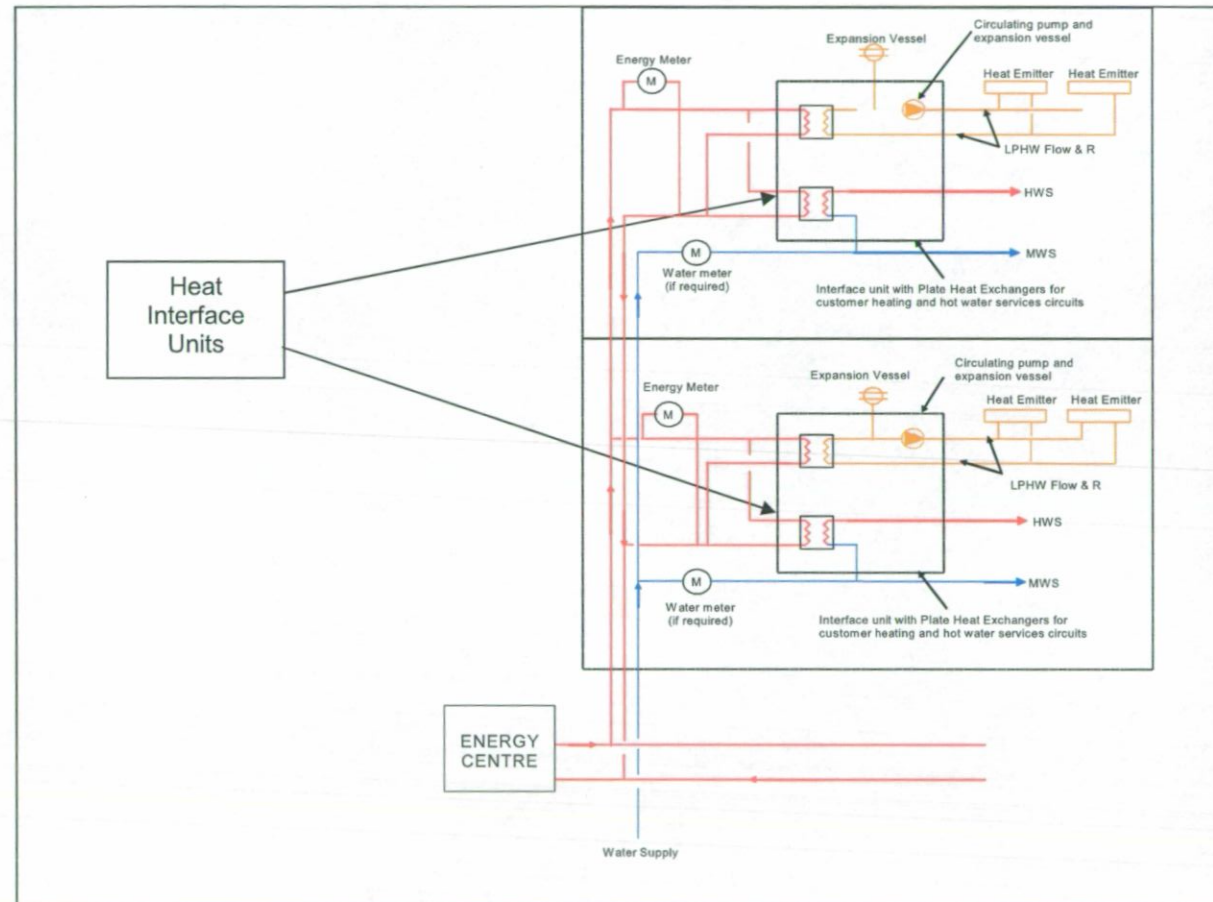 Circulating pump and
expansion vessel
Expansion Vessel
Energy Meter
M
Heat Emitter
Heat Emitter
LPHW Flow & R
HWS
M
MWS
Water meter
(if required)
Interface unit with Plate Heat Exchangers for
customer heating and hot water services circuits
Heat
Interface
Units
Circulating pump and
expansion vessel
Expansion Vessel
Energy Meter
M
Heat Emitter
Heat Emitter
LPHW Flow & R
HWS
M
MWS
Water meter
(if required)
Interface unit with Plate Heat Exchangers for
customer heating and hot water services circuits
ENERGY
CENTRE
Water Supply